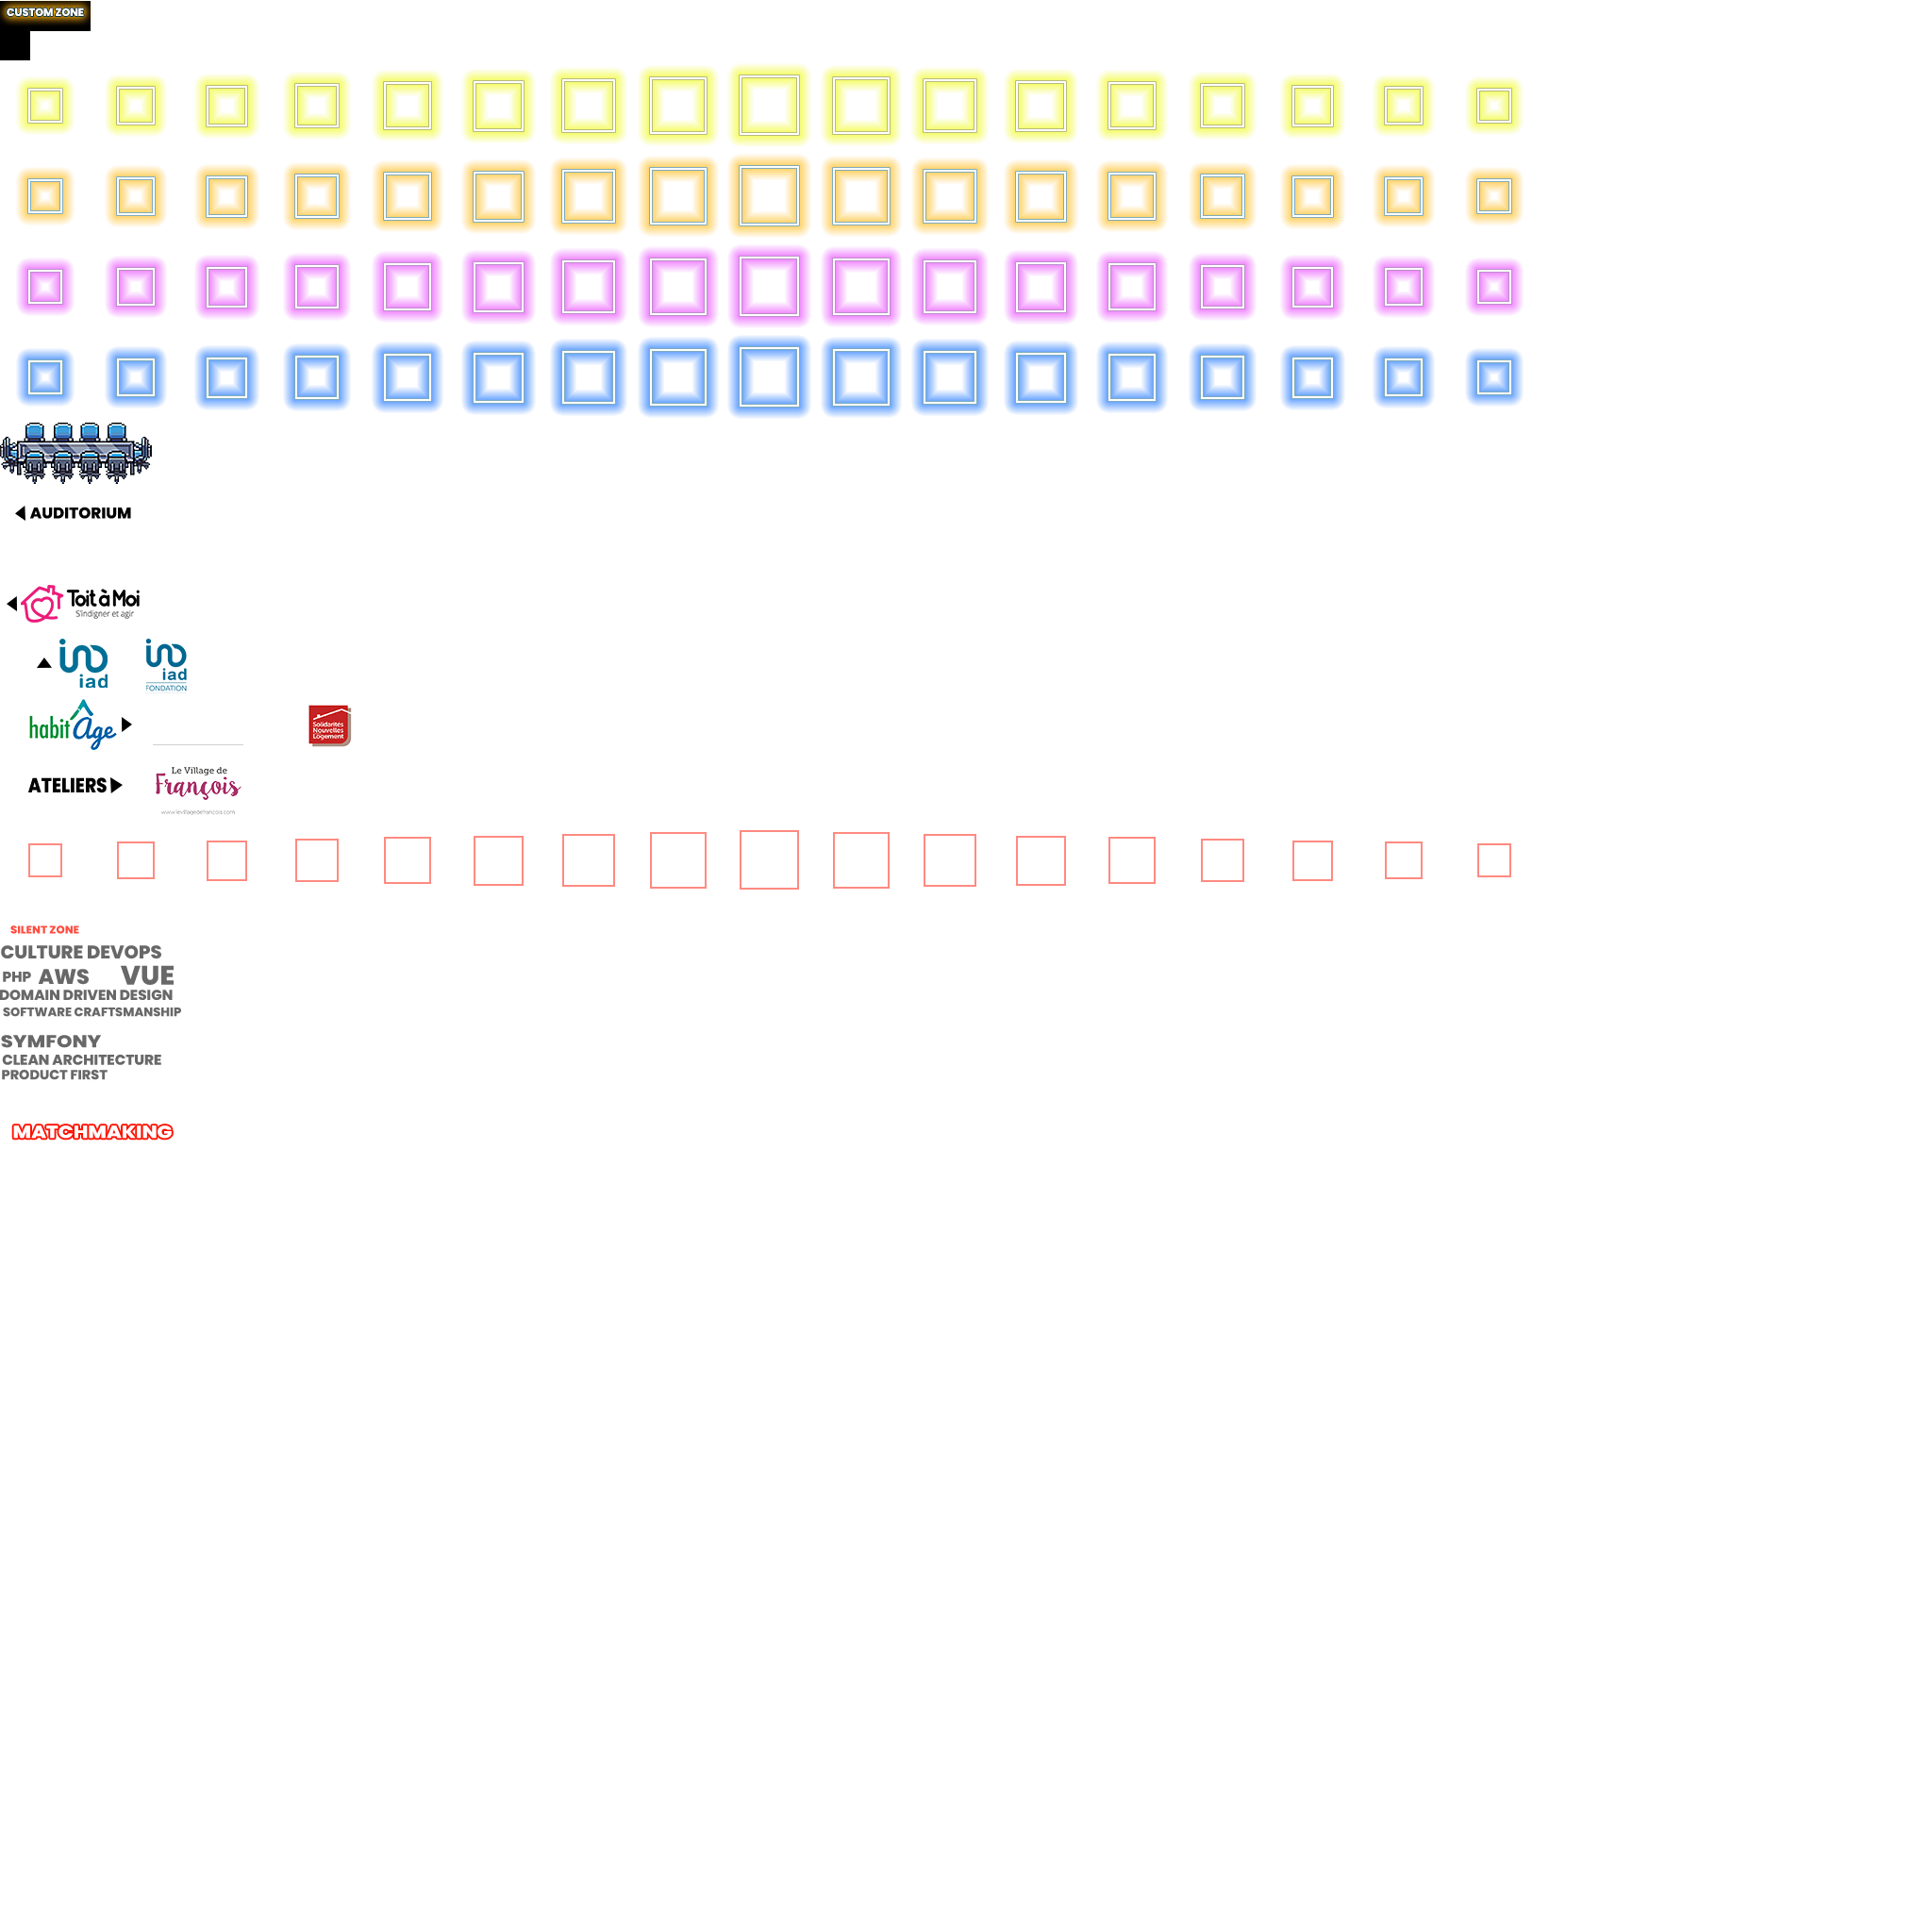 CUSTOM ZONE
AUDITORIUM
Toit à Moi
S'indigner et agir
iad
iad
FONDATION
habitÂge
Solidarités
Nouvelles
Logement
ATELIERS
Le Village de
François
www.levillagedefrancois.com
SILENT ZONE
CULTURE DEVOPS
PHP AWS VUE
DOMAIN DRIVEN DESIGN
SOFTWARE CRAFTSMANSHIP
SYMFONY
CLEAN ARCHITECTURE
PRODUCT FIRST
MATCHMAKING